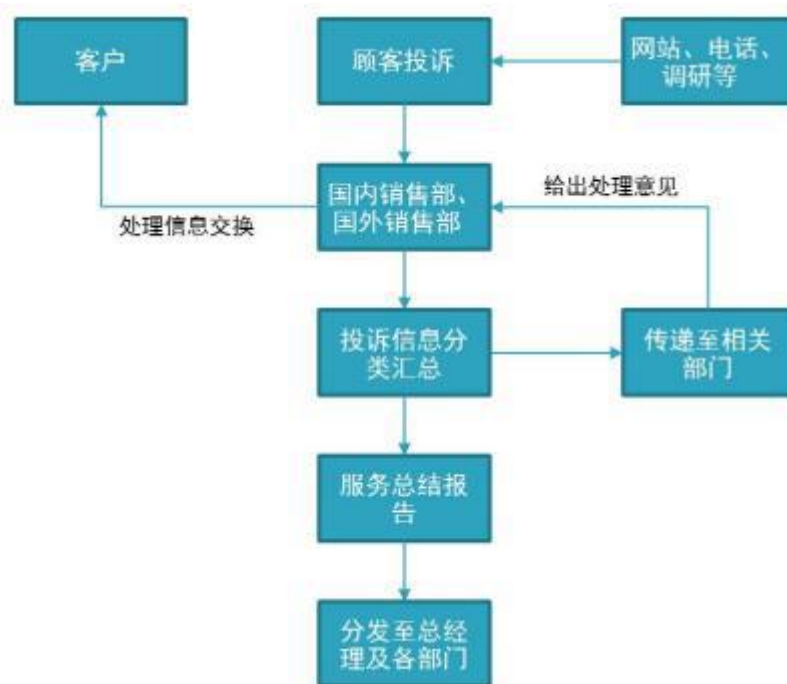 客户
顾客投诉
网站、电话、
调研等
国内销售部、
国外销售部
给出处理意见
处理信息交换
投诉信息分
类汇总
传递至相关
部门
服务总结报
告
分发至总经
理及各部门